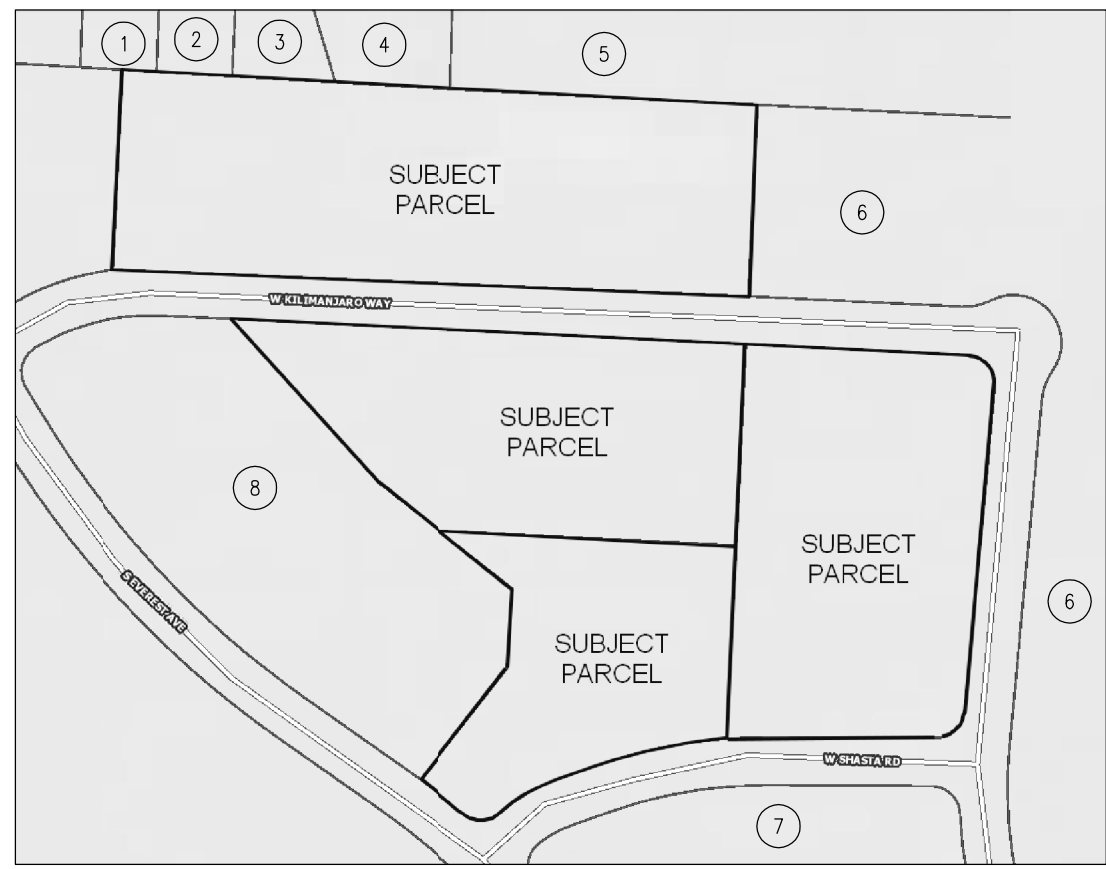 1
2
3
4
5
SUBJECT
PARCEL
6
W KILIMANJARO WAY
SUBJECT
PARCEL
8
SUBJECT
PARCEL
S EVEREST AVE
6
SUBJECT
PARCEL
W SHASTA RD
7